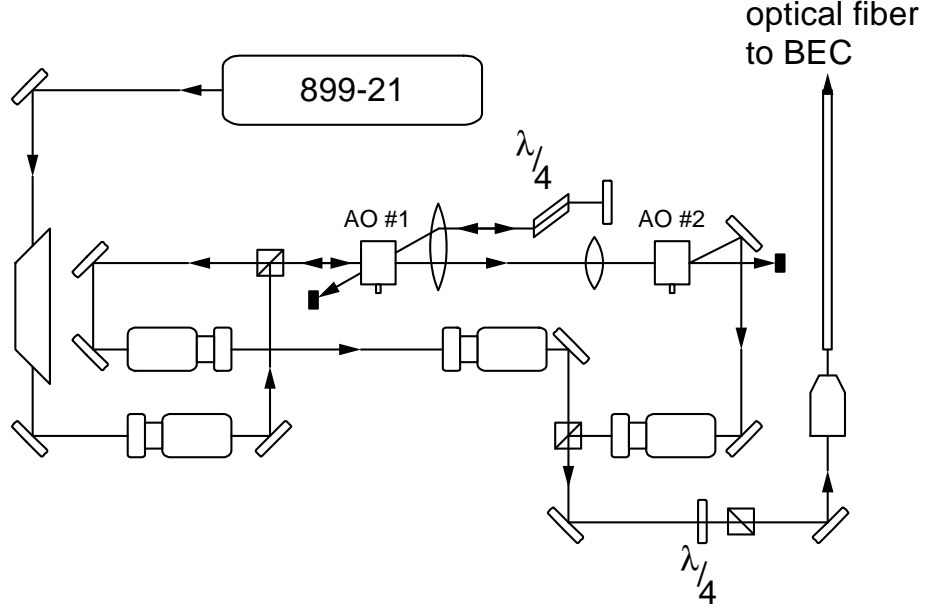 optical fiber
to BEC
899-21
λ/4
AO #1
AO #2
λ/4